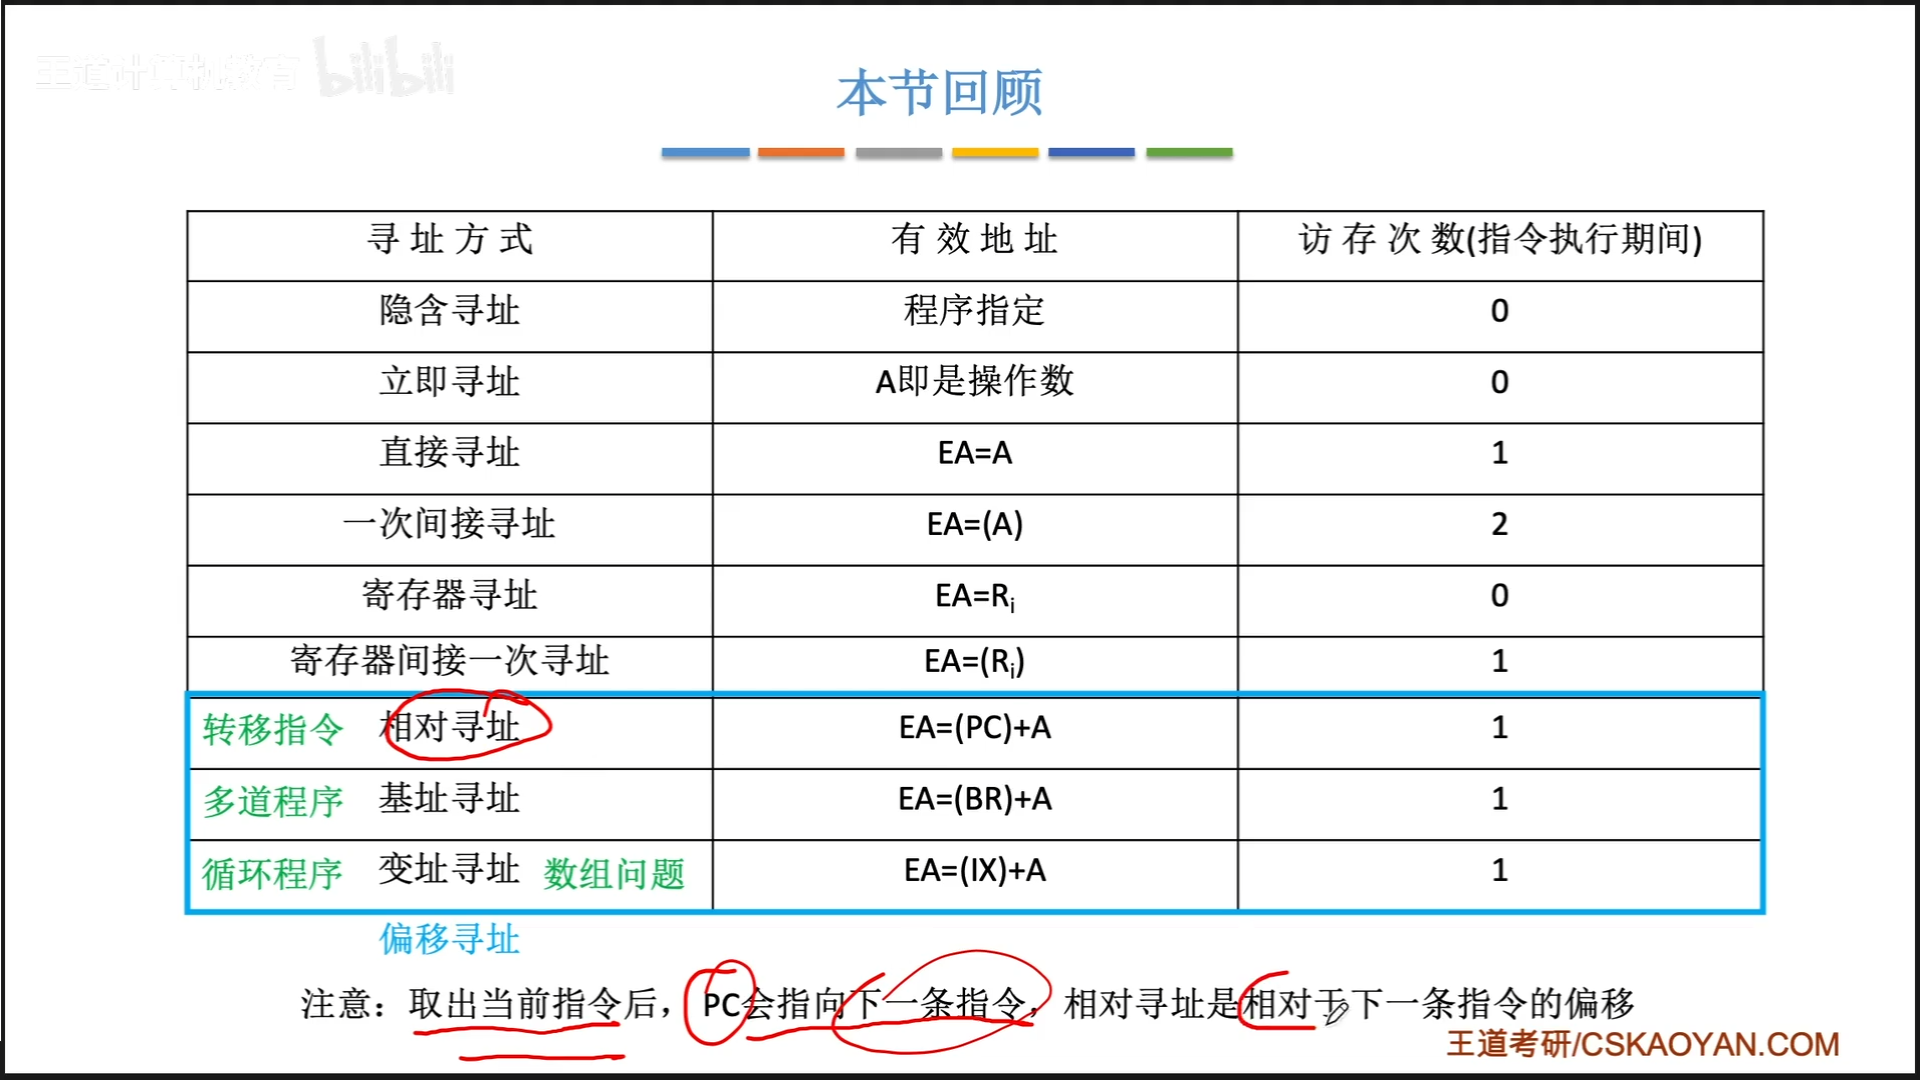 王道计算机教育 bilibili
本节回顾
寻址方式 有效地址 访存次数(指令执行期间)
隐含寻址 程序指定 0
立即寻址 A即是操作数 0
直接寻址 EA=A 1
一次间接寻址 EA=(A) 2
寄存器寻址 EA=Rᵢ 0
寄存器间接一次寻址 EA=(Rᵢ) 1
转移指令 相对寻址 EA=(PC)+A 1
多道程序 基址寻址 EA=(BR)+A 1
循环程序 变址寻址 数组问题 EA=(IX)+A 1
偏移寻址
注意：取出当前指令后，PC会指向下一条指令，相对寻址是相对于下一条指令的偏移
王道考研/CSKAOYAN.COM